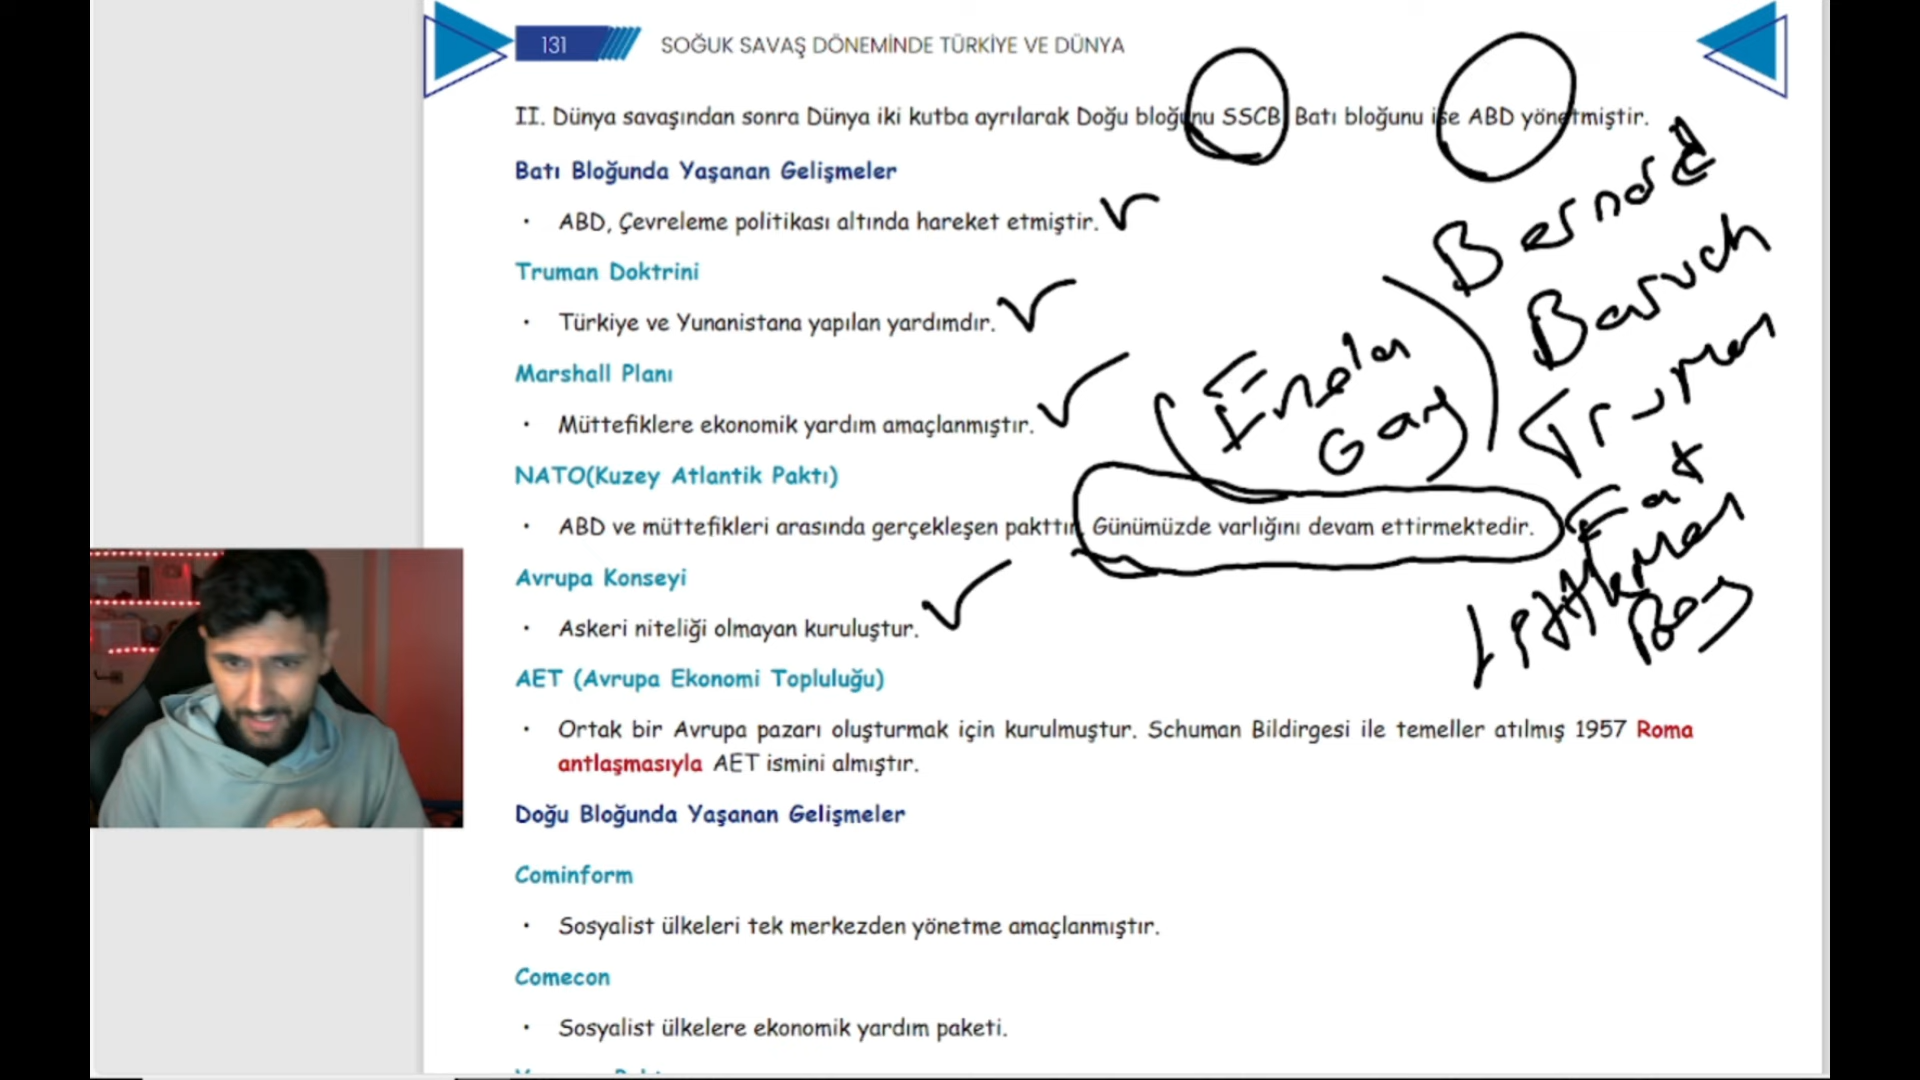 131 SOĞUK SAVAŞ DÖNEMİNDE TÜRKİYE VE DÜNYA
II. Dünya savaşından sonra Dünya iki kutba ayrılarak Doğu bloğunu SSCB Batı bloğunu ise ABD yönetmiştir.
Batı Bloğunda Yaşanan Gelişmeler
• ABD, Çevreleme politikası altında hareket etmiştir.
Truman Doktrini
• Türkiye ve Yunanistana yapılan yardımdır.
Marshall Planı
• Müttefiklere ekonomik yardım amaçlanmıştır.
NATO(Kuzey Atlantik Paktı)
• ABD ve müttefikleri arasında gerçekleşen pakttır. Günümüzde varlığını devam ettirmektedir.
Avrupa Konseyi
• Askeri niteliği olmayan kuruluştur.
AET (Avrupa Ekonomi Topluluğu)
• Ortak bir Avrupa pazarı oluşturmak için kurulmuştur. Schuman Bildirgesi ile temeller atılmış 1957 Roma
antlaşmasıyla AET ismini almıştır.
Doğu Bloğunda Yaşanan Gelişmeler
Cominform
• Sosyalist ülkeleri tek merkezden yönetme amaçlanmıştır.
Comecon
• Sosyalist ülkelere ekonomik yardım paketi.
Baruch
Truman
Enola
Gay
Fat
man